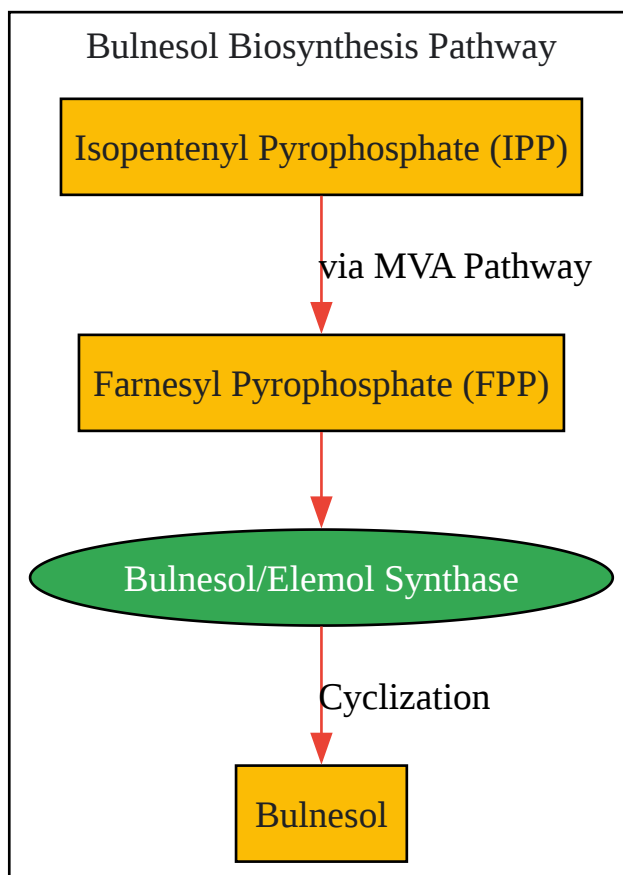 Bulnesol Biosynthesis Pathway
Isopentenyl Pyrophosphate (IPP)
via MVA Pathway
Farnesyl Pyrophosphate (FPP)
Bulnesol/Elemol Synthase
Cyclization
Bulnesol